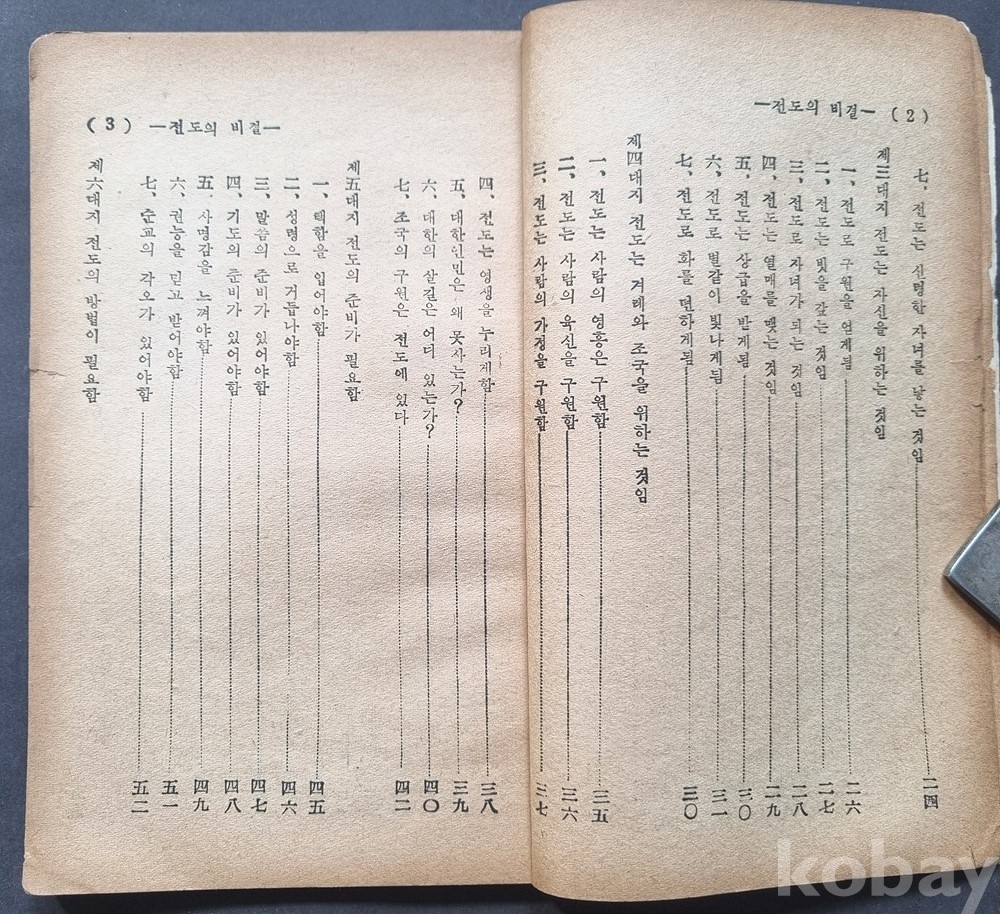 —전도의 비결— (2)
七、전도는 신령한 자녀를 낳는 것임 二四
제三대지 전도는 자신을 위하는 것임
一、전도로 구원을 얻게됨 二六
二、전도는 빛을 갚는 것임 二七
三、전도로 자녀가 되는 것임 二八
四、전도는 열매를 맺는 것임 二九
五、전도는 상급을 받게됨 三〇
六、전도로 별같이 빛나게됨 三一
七、전도로 화를 면하게됨 三〇
제四대지 전도는 겨레와 조국을 위하는 것임
一、전도는 사람의 영혼은 구원함 三五
二、전도는 사람의 육신을 구원함 三六
三、전도는 사람의 가정을 구원함 三七
(3) —전도의 비결—
四、전도는 영생을 누리게함 三八
五、대한인민은 왜 못사는가? 三九
六、대한의 살길은 어디 있는가? 四〇
七、조국의 구원은 전도에 있다 四二
제五대지 전도의 준비가 필요함
一、택함을 입어야함 四五
二、성령으로 거듭나야함 四六
三、말씀의 준비가 있어야함 四七
四、기도의 준비가 있어야함 四八
五、사명감을 느껴야함 四九
六、권능을 믿고 받어야함 五一
七、순교의 각오가 있어야함 五二
제六대지 전도의 방법이 필요함
kobay